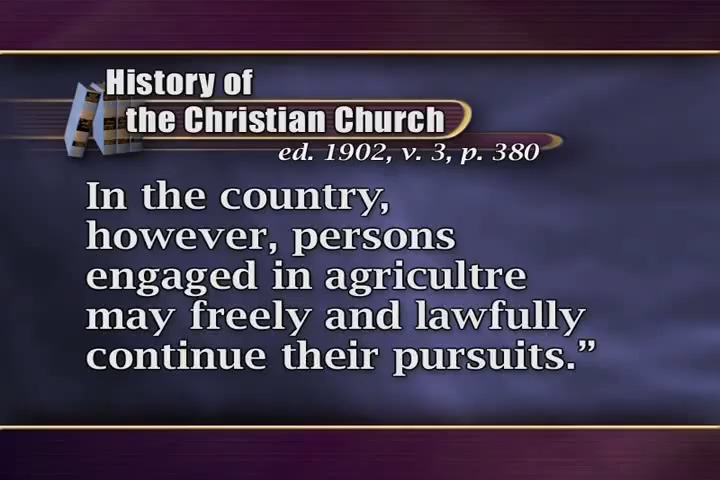 History of
the Christian Church
ed. 1902, v. 3, p. 380
In the country,
however, persons
engaged in agricultre
may freely and lawfully
continue their pursuits.”